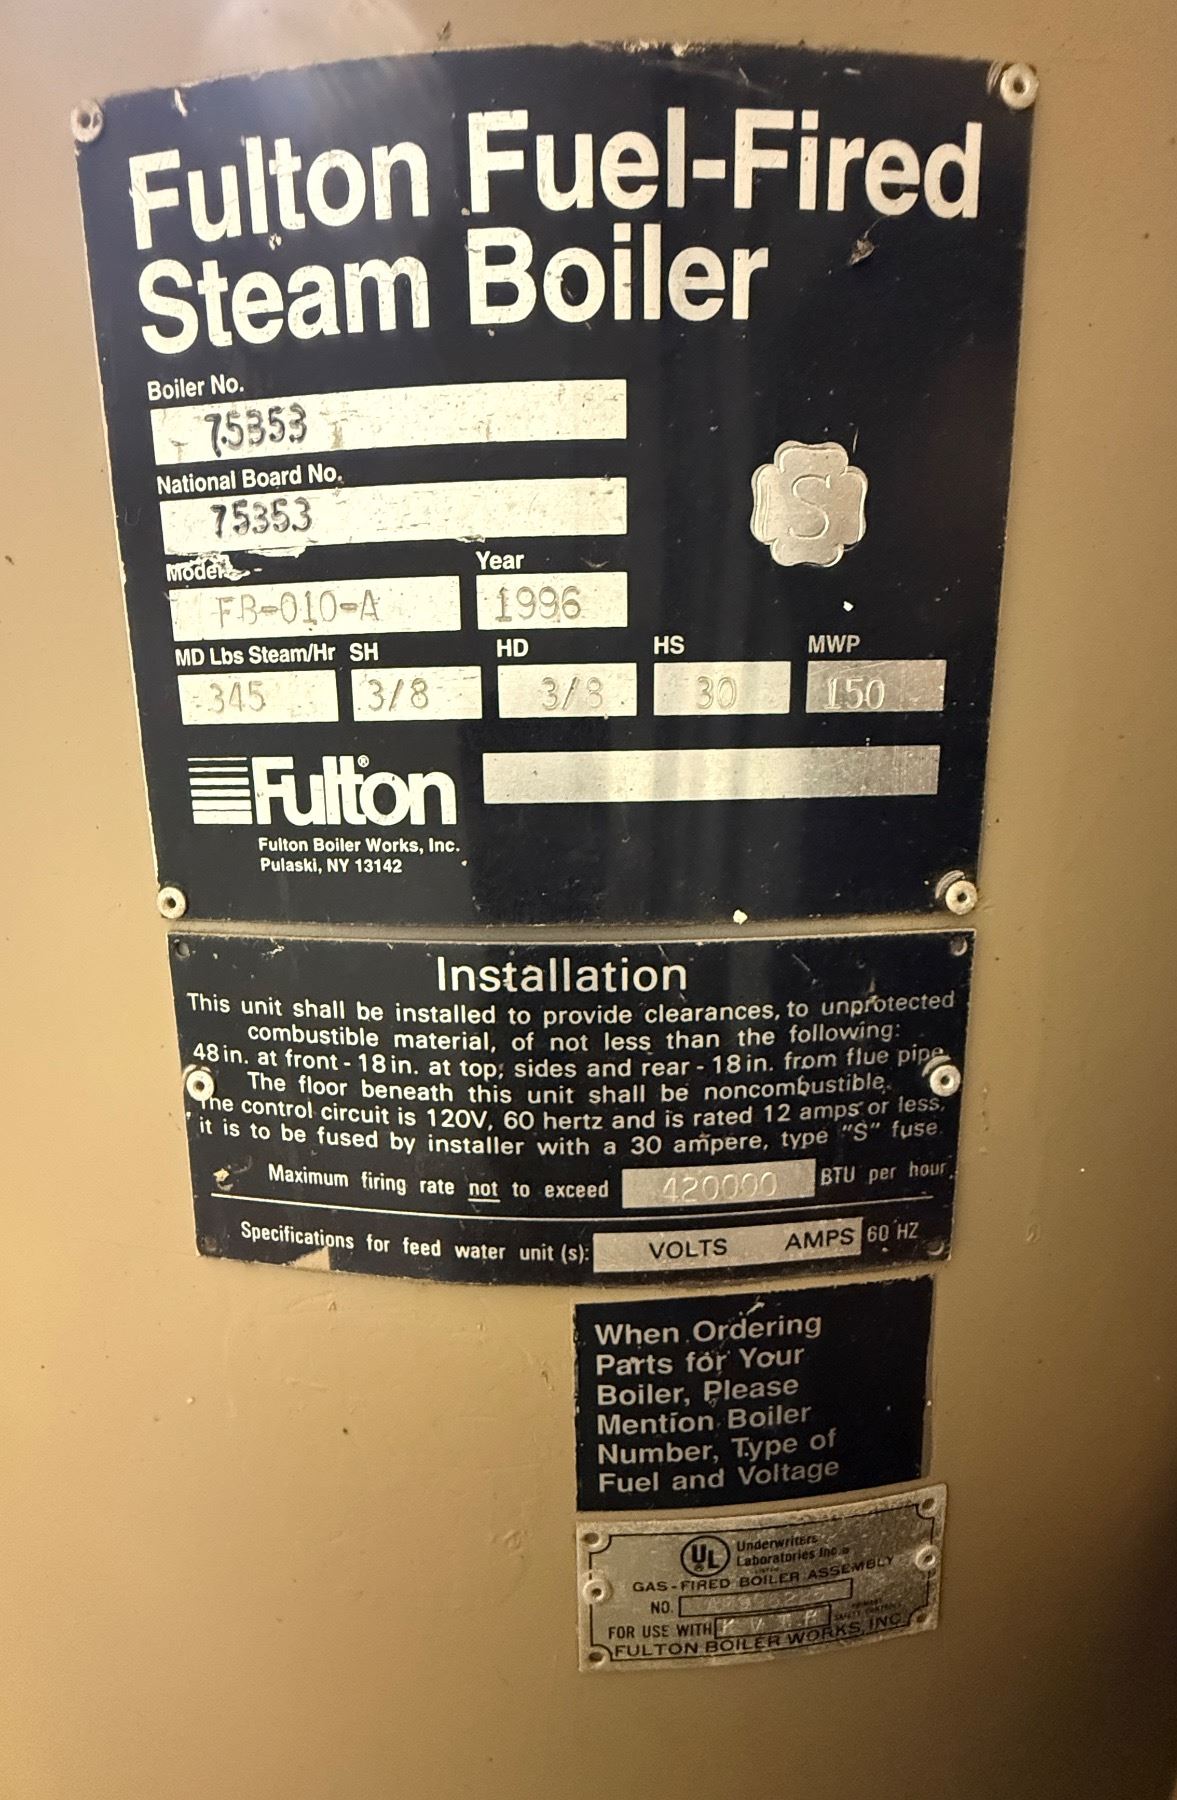 Fulton Fuel-Fired
Steam Boiler
Boiler No.
75353
National Board No.
75353
S
Model
Year
FB-010-A
1996
MD Lbs Steam/Hr SH HD HS MWP
345 3/8 3/8 30 150
Fulton®
Fulton Boiler Works, Inc.
Pulaski, NY 13142
Installation
This unit shall be installed to provide clearances, to unprotected
combustible material, of not less than the following:
48in. at front - 18in. at top, sides and rear - 18in. from flue pipe.
The floor beneath this unit shall be noncombustible.
The control circuit is 120V, 60 hertz and is rated 12 amps or less,
it is to be fused by installer with a 30 ampere, type "S" fuse.
Maximum firing rate not to exceed 420000 BTU per hour.
Specifications for feed water unit (s): VOLTS AMPS 60 HZ
When Ordering
Parts for Your
Boiler, Please
Mention Boiler
Number, Type of
Fuel and Voltage
UL
Underwriters
Laboratories Inc.®
GAS-FIRED BOILER ASSEMBLY
NO.
FOR USE WITH
FULTON BOILER WORKS, INC.